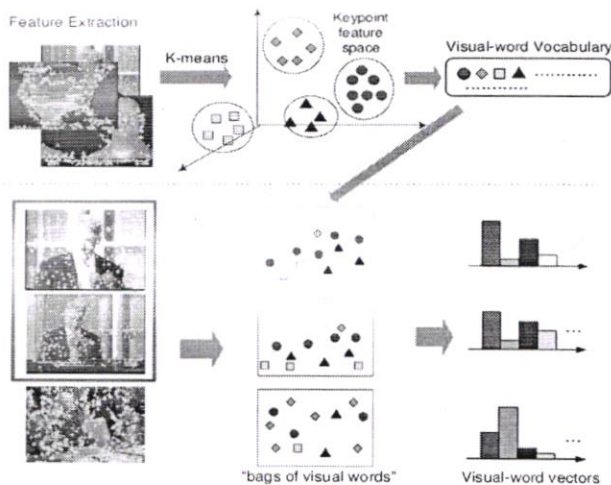 Feature Extraction
K-means
Keypoint
feature
space
Visual-word Vocabulary
"bags of visual words"
Visual-word vectors